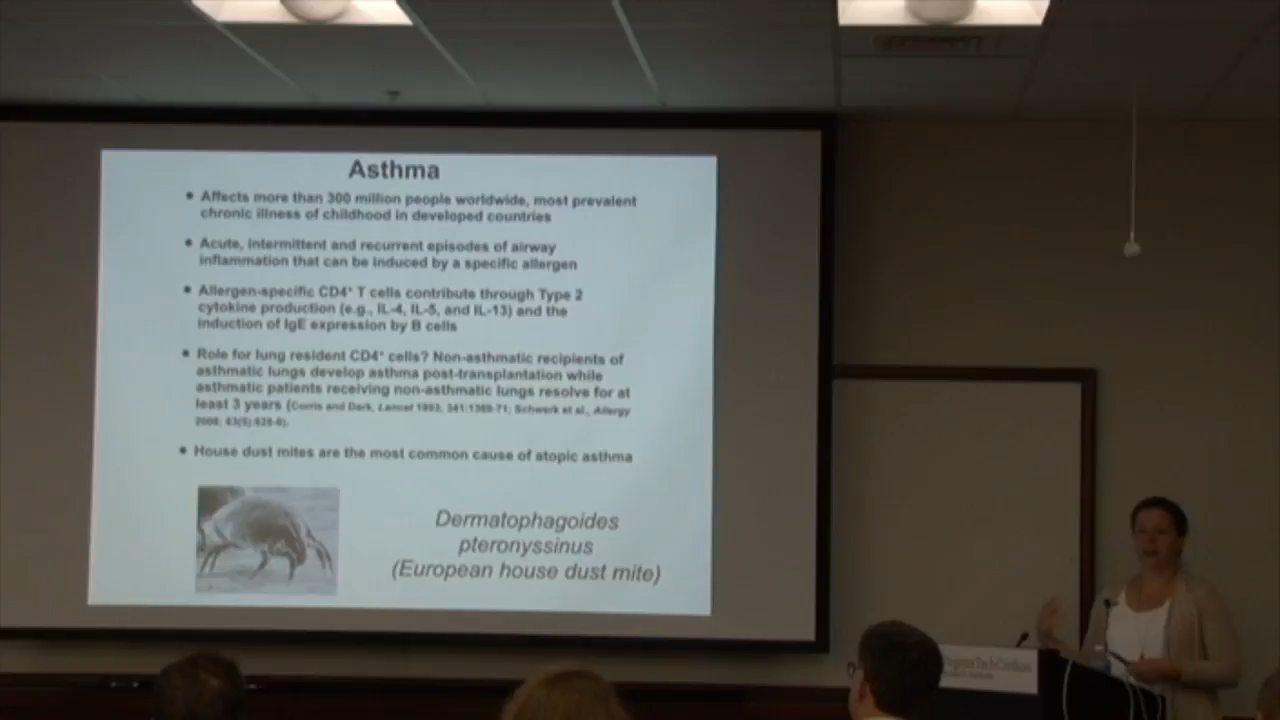 Asthma
• Affects more than 300 million people worldwide, most prevalent
chronic illness of childhood in developed countries
• Acute, intermittent and recurrent episodes of airway
inflammation that can be induced by a specific allergen
• Allergen-specific CD4⁺ T cells contribute through Type 2
cytokine production (e.g., IL-4, IL-5, and IL-13) and the
induction of IgE expression by B cells
• Role for lung resident CD4⁺ cells? Non-asthmatic recipients of
asthmatic lungs develop asthma post-transplantation while
asthmatic patients receiving non-asthmatic lungs resolve for at
least 3 years (Corris and Dark, Lancet 1993; 341:1369-71; Schwerk et al., Allergy
• House dust mites are the most common cause of atopic asthma
Dermatophagoides
pteronyssinus
(European house dust mite)